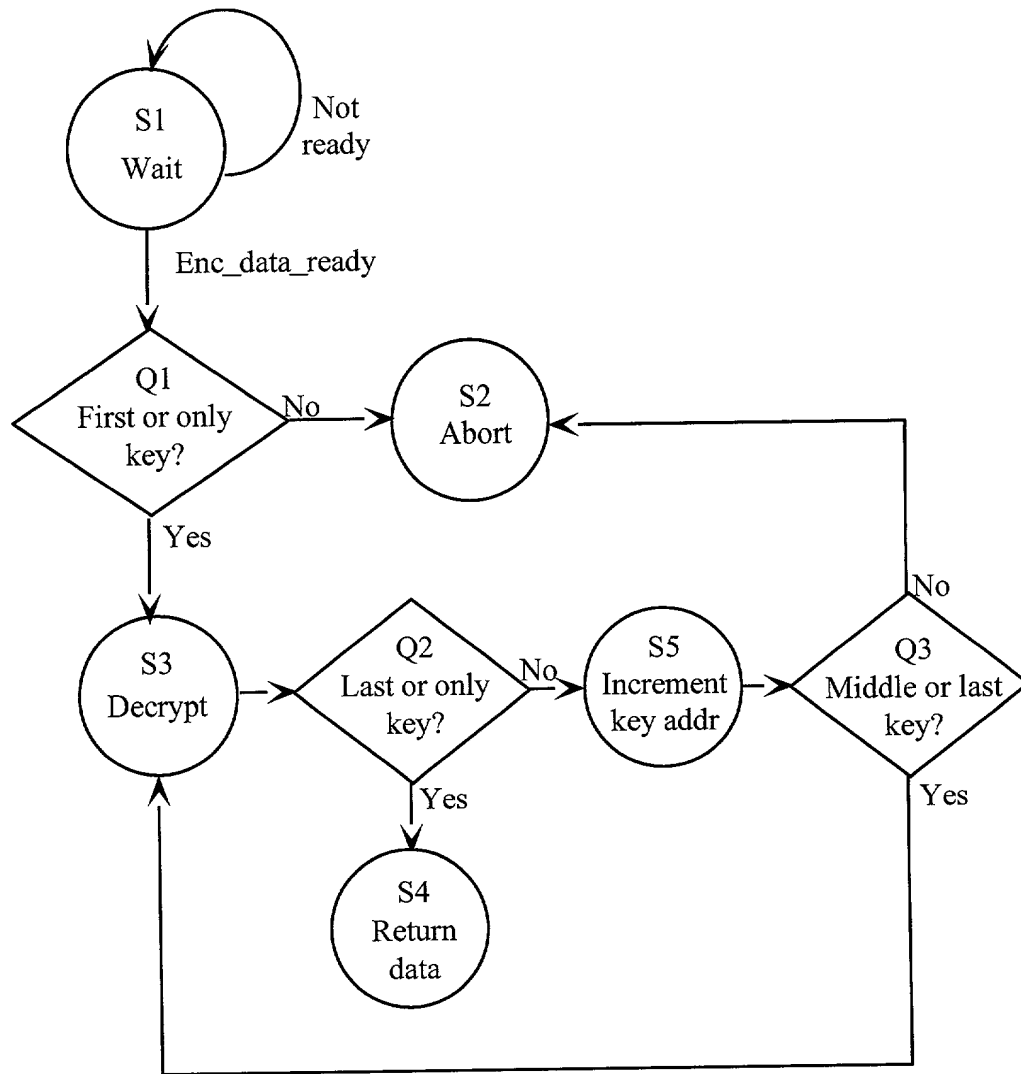 S1
Wait
Not
ready
Enc_data_ready
Q1
First or only
key?
No
Yes
S2
Abort
S3
Decrypt
Q2
Last or only
key?
No
Yes
S4
Return
data
S5
Increment
key addr
Q3
Middle or last
key?
No
Yes